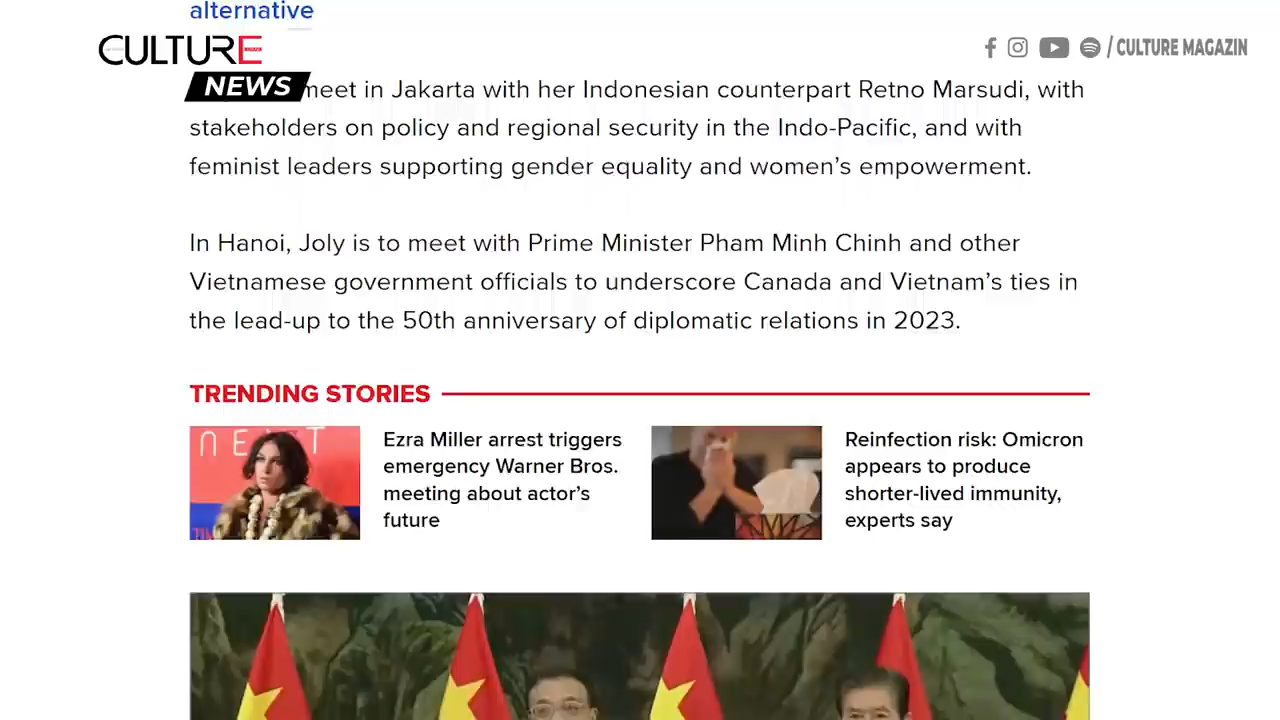 alternative
CULTURE
NEWS
/ CULTURE MAGAZIN
meet in Jakarta with her Indonesian counterpart Retno Marsudi, with
stakeholders on policy and regional security in the Indo-Pacific, and with
feminist leaders supporting gender equality and women’s empowerment.
In Hanoi, Joly is to meet with Prime Minister Pham Minh Chinh and other
Vietnamese government officials to underscore Canada and Vietnam’s ties in
the lead-up to the 50th anniversary of diplomatic relations in 2023.
TRENDING STORIES
Ezra Miller arrest triggers
emergency Warner Bros.
meeting about actor’s
future
Reinfection risk: Omicron
appears to produce
shorter-lived immunity,
experts say